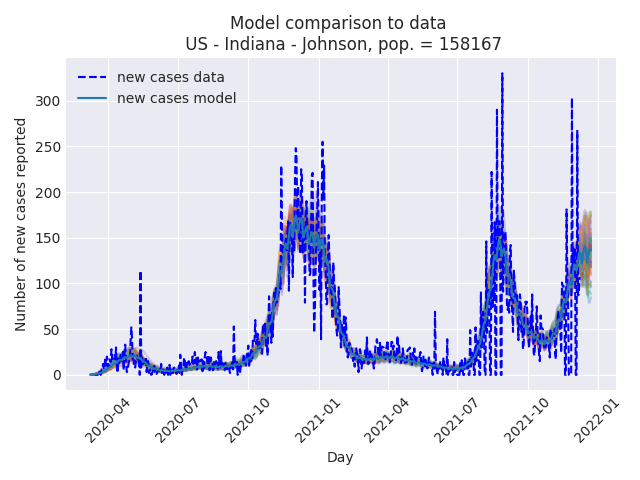 Model comparison to data
US - Indiana - Johnson, pop. = 158167
new cases data
new cases model
Number of new cases reported
300
250
200
150
100
50
0
2020-04
2020-07
2020-10
2021-01
2021-04
2021-07
2021-10
2022-01
Day